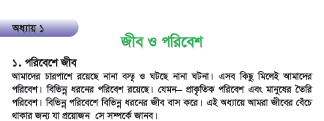 অধ্যায় ১
জীব ও পরিবেশ
১. পরিবেশে জীব
আমাদের চারপাশে রয়েছে নানা বস্তু ও ঘটছে নানা ঘটনা। এসব কিছু মিলেই আমাদের
পরিবেশ। বিভিন্ন ধরনের পরিবেশ রয়েছে। যেমন– প্রাকৃতিক পরিবেশ এবং মানুষের তৈরি
পরিবেশ। বিভিন্ন পরিবেশে বিভিন্ন ধরনের জীব বাস করে। এই অধ্যায়ে আমরা জীবের বেঁচে
থাকার জন্য যা প্রয়োজন সে সম্পর্কে জানব।